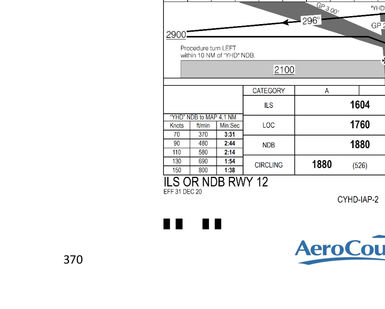 "YHD
GP 3.00°
GP 2
296°
2900
Procedure turn LEFT
within 10 NM of "YHD" NDB.
2100
CATEGORY A
ILS 1604
"YHD" NDB to MAP 4.1 NM
Knots ft/min Min:Sec
LOC 1760
70 370 3:31
90 480 2:44
NDB 1880
110 580 2:14
130 690 1:54
CIRCLING 1880 (526)
150 800 1:38
ILS OR NDB RWY 12
EFF 31 DEC 20
CYHD-IAP-2
AeroCou
370